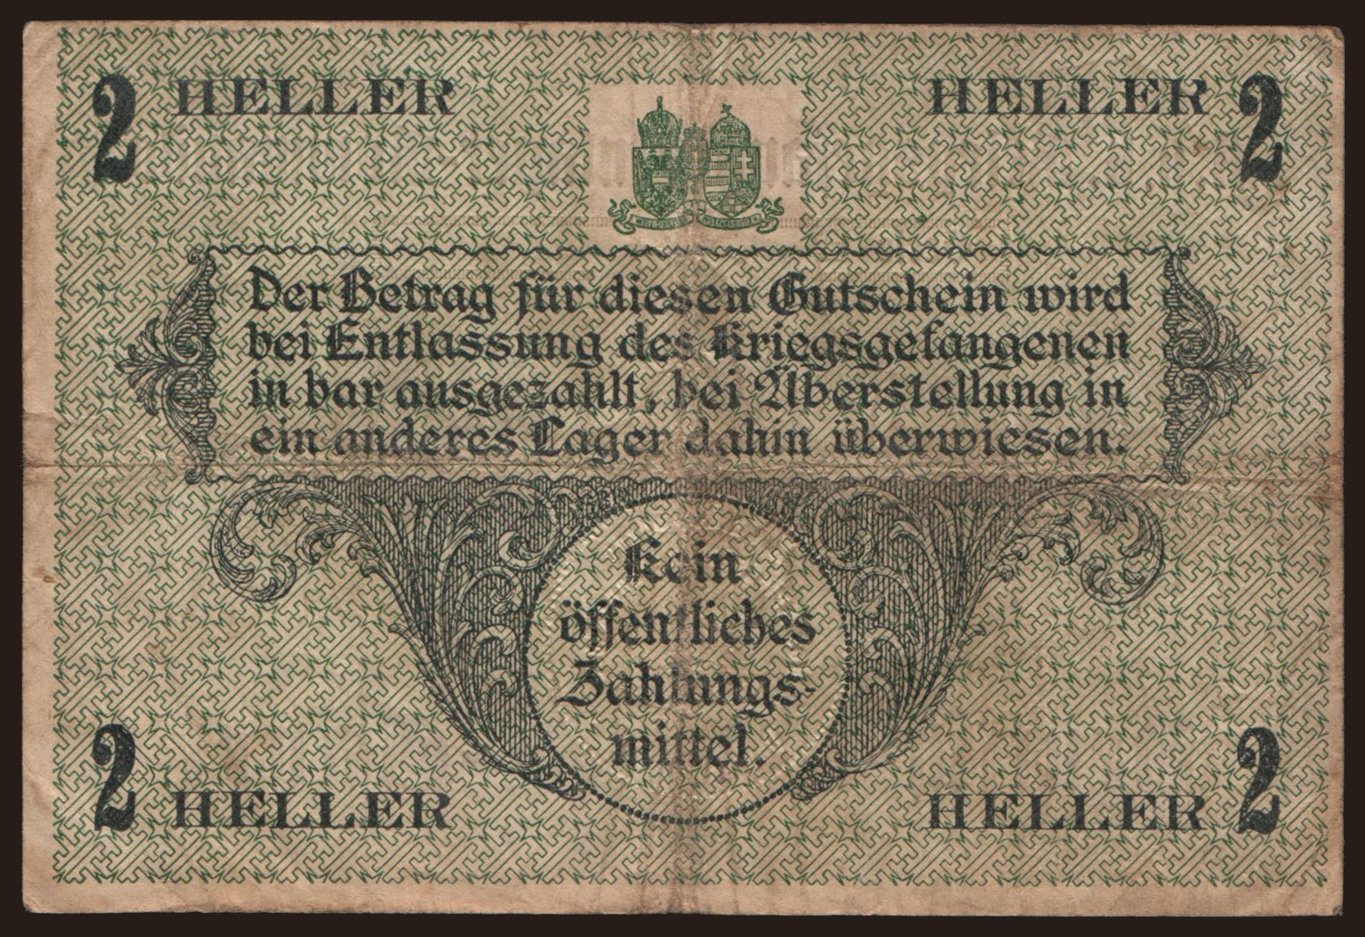 2 HELLER HELLER 2
Der Betrag für diesen Gutschein wird
bei Entlassung des Kriegsgefangenen
in bar ausgezahlt, bei Überstellung in
ein anderes Lager dahin überwiesen.
Kein
öffentliches
Zahlungs-
mittel.
2 HELLER HELLER 2